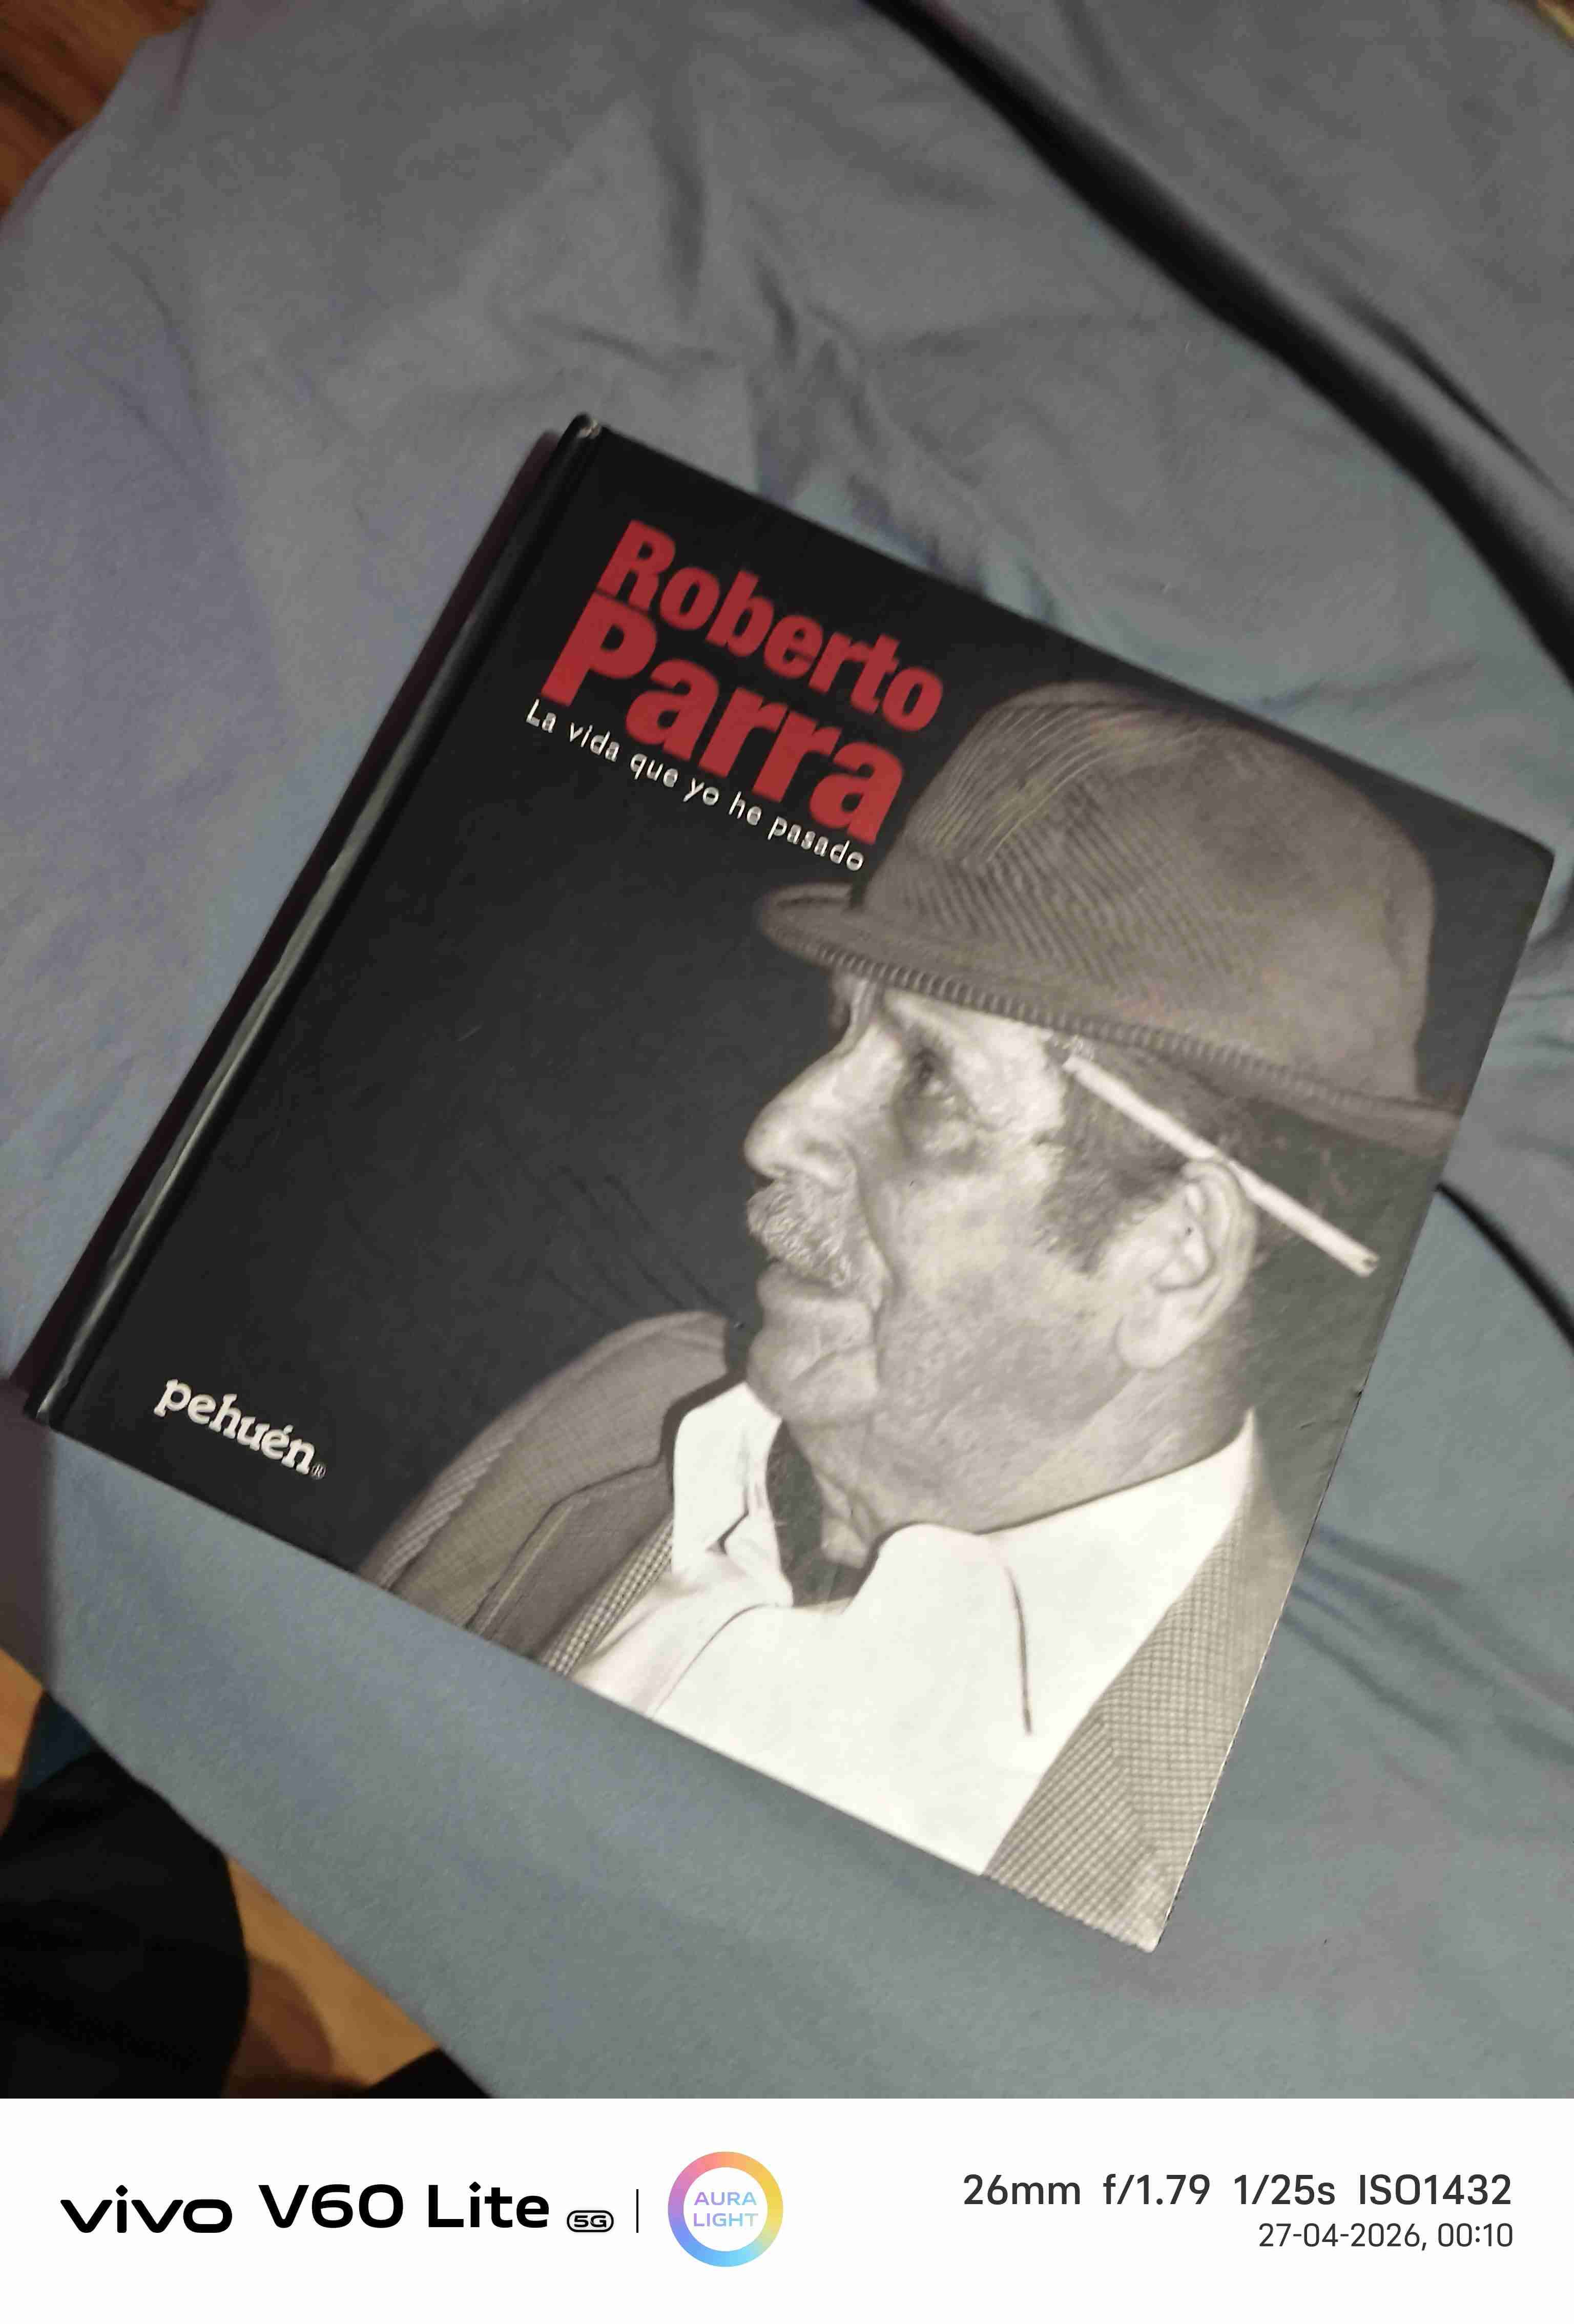 Roberto
Parra
La vida que yo he pasado
pehuén®
vivo V60 Lite 5G
AURA
LIGHT
26mm f/1.79 1/25s ISO1432
27-04-2026, 00:10